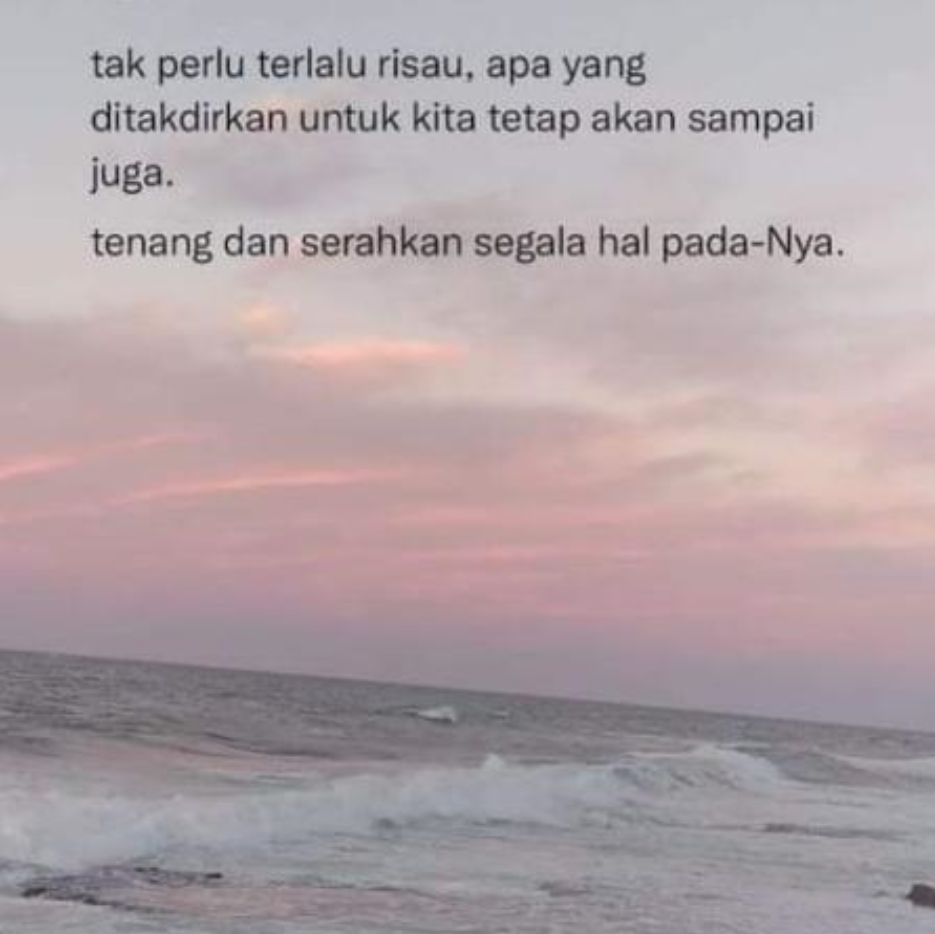 tak perlu terlalu risau, apa yang
ditakdirkan untuk kita tetap akan sampai
juga.
tenang dan serahkan segala hal pada-Nya.